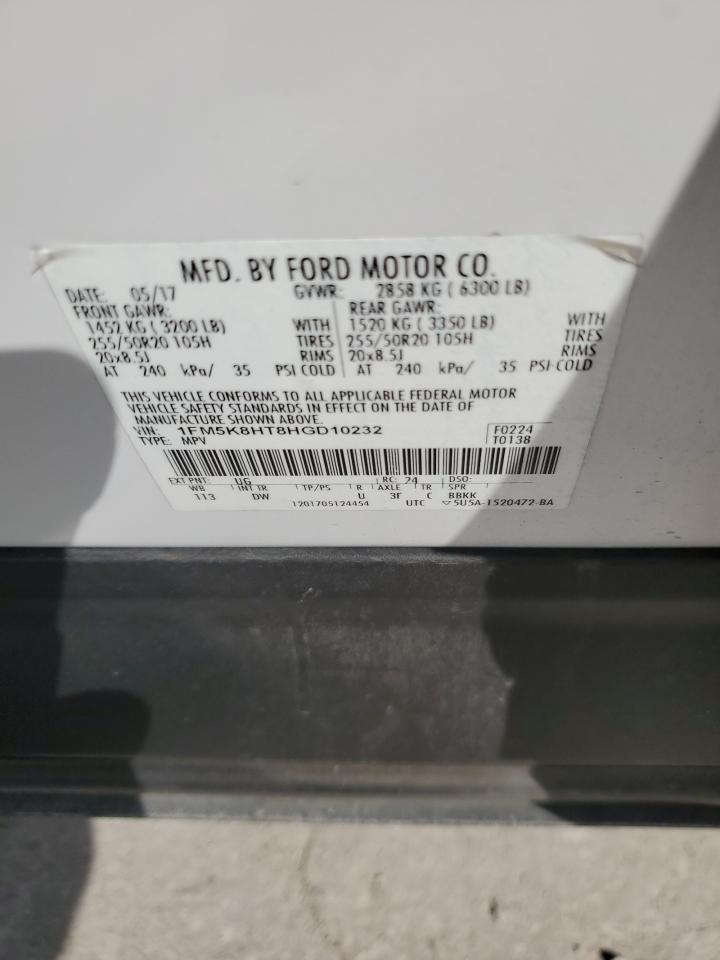 MFD. BY FORD MOTOR CO.
DATE: 05/17 GVWR: 2858 KG ( 6300 LB)
FRONT GAWR: REAR GAWR:
1452 KG ( 3200 LB) WITH 1520 KG ( 3350 LB) WITH
255/50R20 105H TIRES 255/50R20 105H TIRES
20x8.5J RIMS 20x8.5J RIMS
AT 240 kPa/ 35 PSI COLD AT 240 kPa/ 35 PSI COLD
THIS VEHICLE CONFORMS TO ALL APPLICABLE FEDERAL MOTOR
VEHICLE SAFETY STANDARDS IN EFFECT ON THE DATE OF
MANUFACTURE SHOWN ABOVE.
VIN: 1FM5K8HT8HGD10232 F0224
TYPE: MPV T0138
EXT PNT: UG RC: 74 DSO:
WB INT TR TP/PS R AXLE TR SPR
113 DW U 3F C BBKK
1201705124454 UTC ▽5U5A-1520472-BA